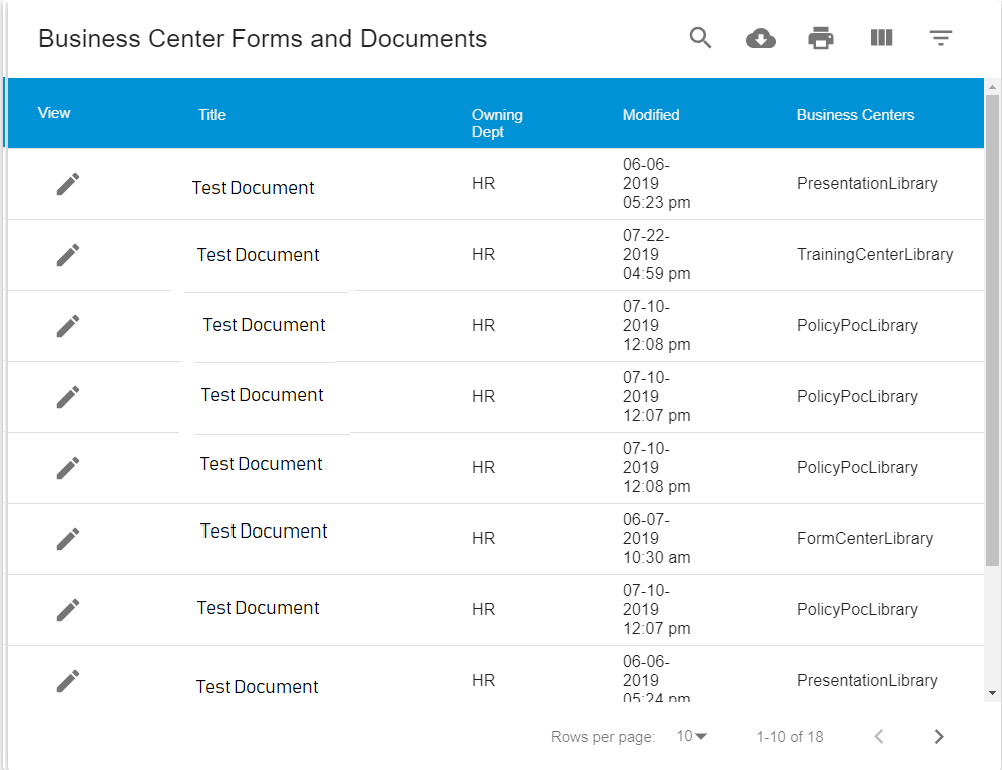 Business Center Forms and Documents
View Title Owning Dept Modified Business Centers
Test Document HR 06-06-2019 05:23 pm PresentationLibrary
Test Document HR 07-22-2019 04:59 pm TrainingCenterLibrary
Test Document HR 07-10-2019 12:08 pm PolicyPocLibrary
Test Document HR 07-10-2019 12:07 pm PolicyPocLibrary
Test Document HR 07-10-2019 12:08 pm PolicyPocLibrary
Test Document HR 06-07-2019 10:30 am FormCenterLibrary
Test Document HR 07-10-2019 12:07 pm PolicyPocLibrary
Test Document HR 06-06-2019 05:24 pm PresentationLibrary
Rows per page: 10 1-10 of 18